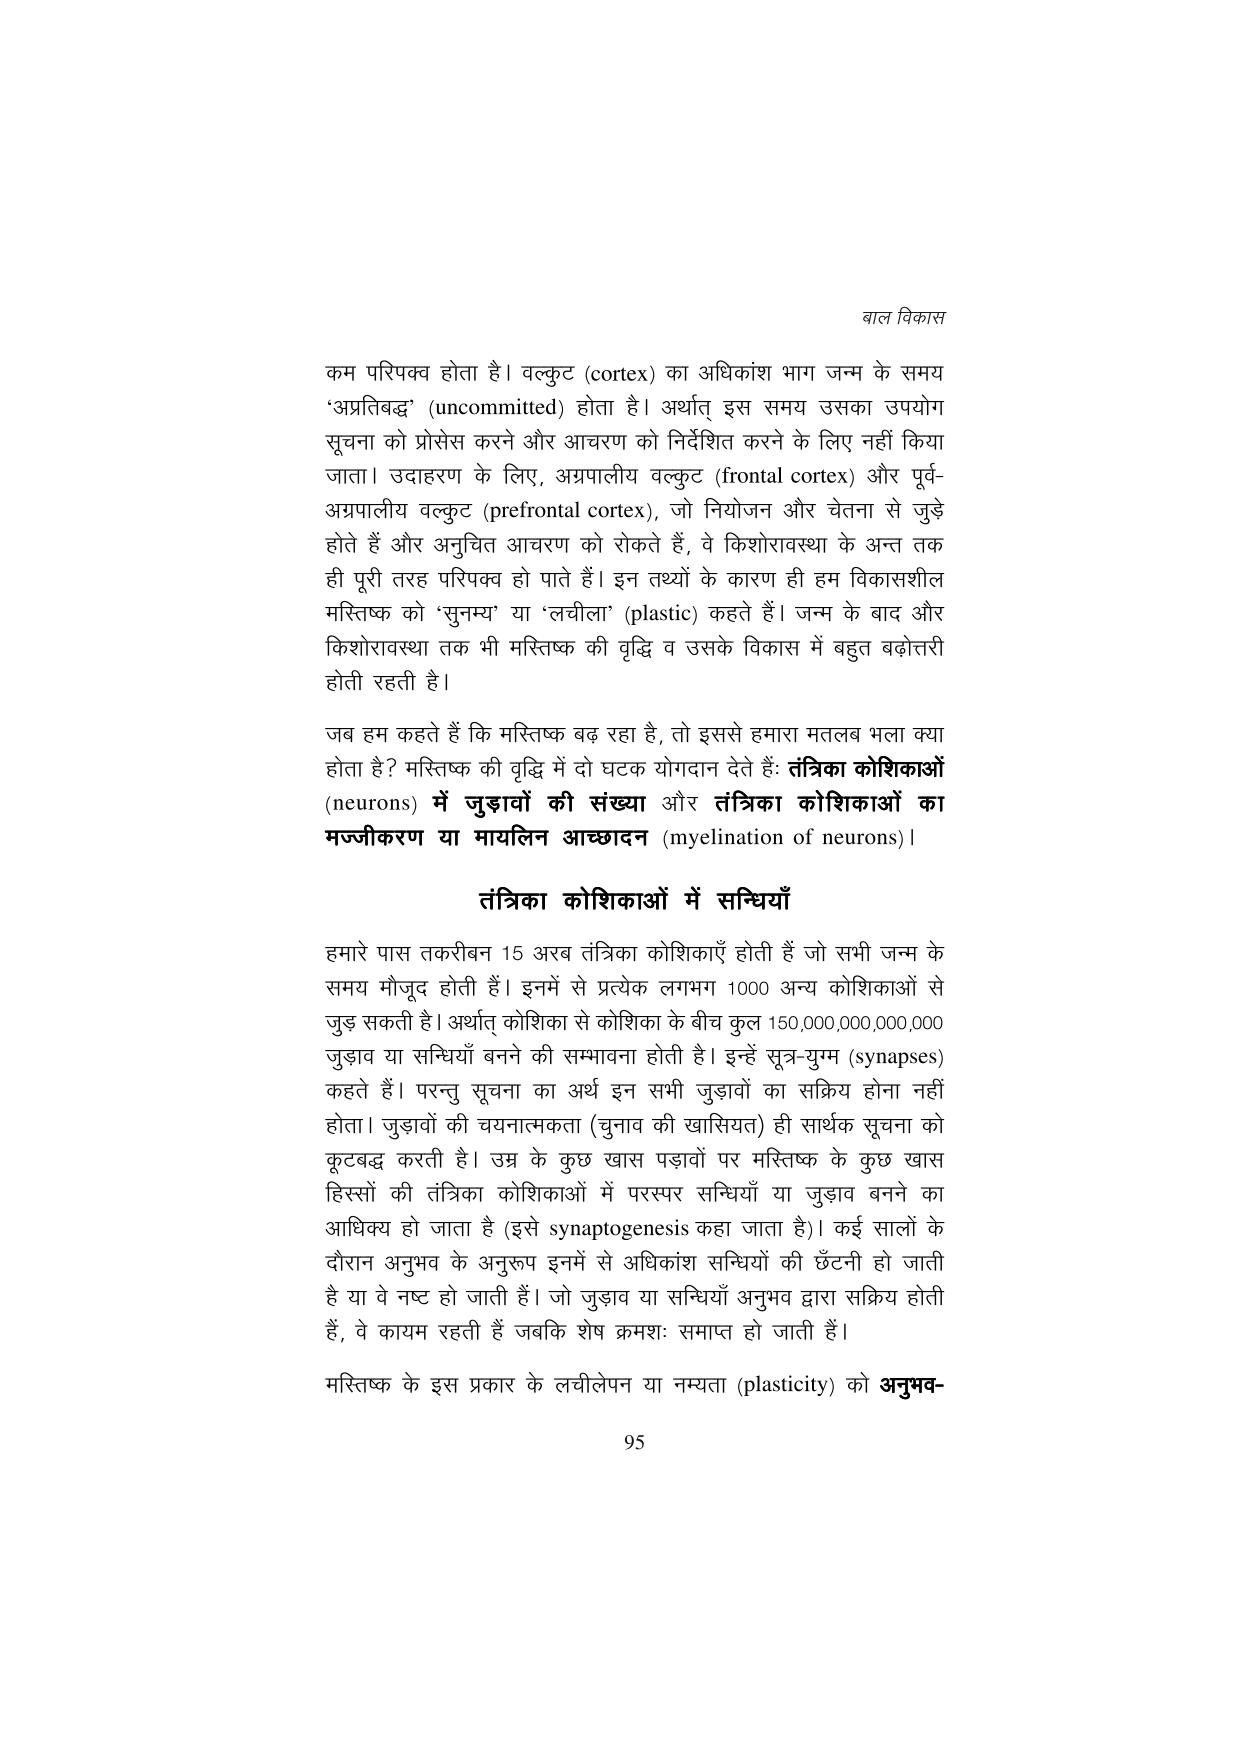 बाल विकास
कम परिपक्व होता है। वल्कुट (cortex) का अधिकांश भाग जन्म के समय
‘अप्रतिबद्ध’ (uncommitted) होता है। अर्थात् इस समय उसका उपयोग
सूचना को प्रोसेस करने और आचरण को निर्देशित करने के लिए नहीं किया
जाता। उदाहरण के लिए, अग्रपालीय वल्कुट (frontal cortex) और पूर्व-
अग्रपालीय वल्कुट (prefrontal cortex), जो नियोजन और चेतना से जुड़े
होते हैं और अनुचित आचरण को रोकते हैं, वे किशोरावस्था के अन्त तक
ही पूरी तरह परिपक्व हो पाते हैं। इन तथ्यों के कारण ही हम विकासशील
मस्तिष्क को ‘सुनम्य’ या ‘लचीला’ (plastic) कहते हैं। जन्म के बाद और
किशोरावस्था तक भी मस्तिष्क की वृद्धि व उसके विकास में बहुत बढ़ोत्तरी
होती रहती है।
जब हम कहते हैं कि मस्तिष्क बढ़ रहा है, तो इससे हमारा मतलब भला क्या
होता है? मस्तिष्क की वृद्धि में दो घटक योगदान देते हैंः तंत्रिका कोशिकाओं
(neurons) में जुड़ावों की संख्या और तंत्रिका कोशिकाओं का
मज्जीकरण या मायलिन आच्छादन (myelination of neurons)।
तंत्रिका कोशिकाओं में सन्धियाँ
हमारे पास तकरीबन 15 अरब तंत्रिका कोशिकाएँ होती हैं जो सभी जन्म के
समय मौजूद होती हैं। इनमें से प्रत्येक लगभग 1000 अन्य कोशिकाओं से
जुड़ सकती है। अर्थात् कोशिका से कोशिका के बीच कुल 150,000,000,000,000
जुड़ाव या सन्धियाँ बनने की सम्भावना होती है। इन्हें सूत्र-युग्म (synapses)
कहते हैं। परन्तु सूचना का अर्थ इन सभी जुड़ावों का सक्रिय होना नहीं
होता। जुड़ावों की चयनात्मकता (चुनाव की खासियत) ही सार्थक सूचना को
कूटबद्ध करती है। उम्र के कुछ खास पड़ावों पर मस्तिष्क के कुछ खास
हिस्सों की तंत्रिका कोशिकाओं में परस्पर सन्धियाँ या जुड़ाव बनने का
आधिक्य हो जाता है (इसे synaptogenesis कहा जाता है)। कई सालों के
दौरान अनुभव के अनुरूप इनमें से अधिकांश सन्धियों की छँटनी हो जाती
है या वे नष्ट हो जाती हैं। जो जुड़ाव या सन्धियाँ अनुभव द्वारा सक्रिय होती
हैं, वे कायम रहती हैं जबकि शेष क्रमशः समाप्त हो जाती हैं।
मस्तिष्क के इस प्रकार के लचीलेपन या नम्यता (plasticity) को अनुभव-
95